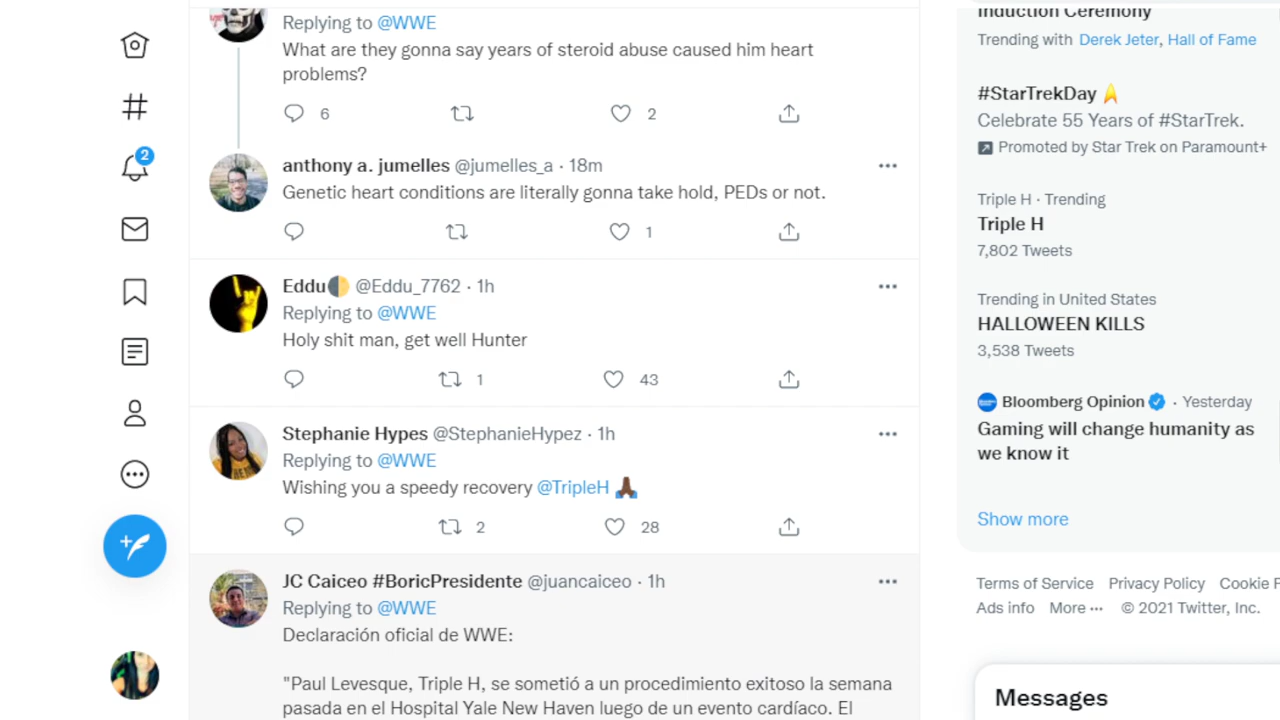 Replying to @WWE
What are they gonna say years of steroid abuse caused him heart
problems?
6
2
anthony a. jumelles @jumelles_a · 18m
Genetic heart conditions are literally gonna take hold, PEDs or not.
1
Eddu🌓 @Eddu_7762 · 1h
Replying to @WWE
Holy shit man, get well Hunter
1
43
Stephanie Hypes @StephanieHypez · 1h
Replying to @WWE
Wishing you a speedy recovery @TripleH 🙏🏾
2
28
JC Caiceo #BoricPresidente @juancaiceo · 1h
Replying to @WWE
Declaración oficial de WWE:
"Paul Levesque, Triple H, se sometió a un procedimiento exitoso la semana
pasada en el Hospital Yale New Haven luego de un evento cardíaco. El
2
Induction Ceremony
Trending with Derek Jeter, Hall of Fame
#StarTrekDay
Celebrate 55 Years of #StarTrek.
Promoted by Star Trek on Paramount+
Triple H · Trending
Triple H
7,802 Tweets
Trending in United States
HALLOWEEN KILLS
3,538 Tweets
Bloomberg Opinion · Yesterday
Gaming will change humanity as
we know it
Show more
Terms of Service Privacy Policy Cookie
Ads info More ··· © 2021 Twitter, Inc.
Messages